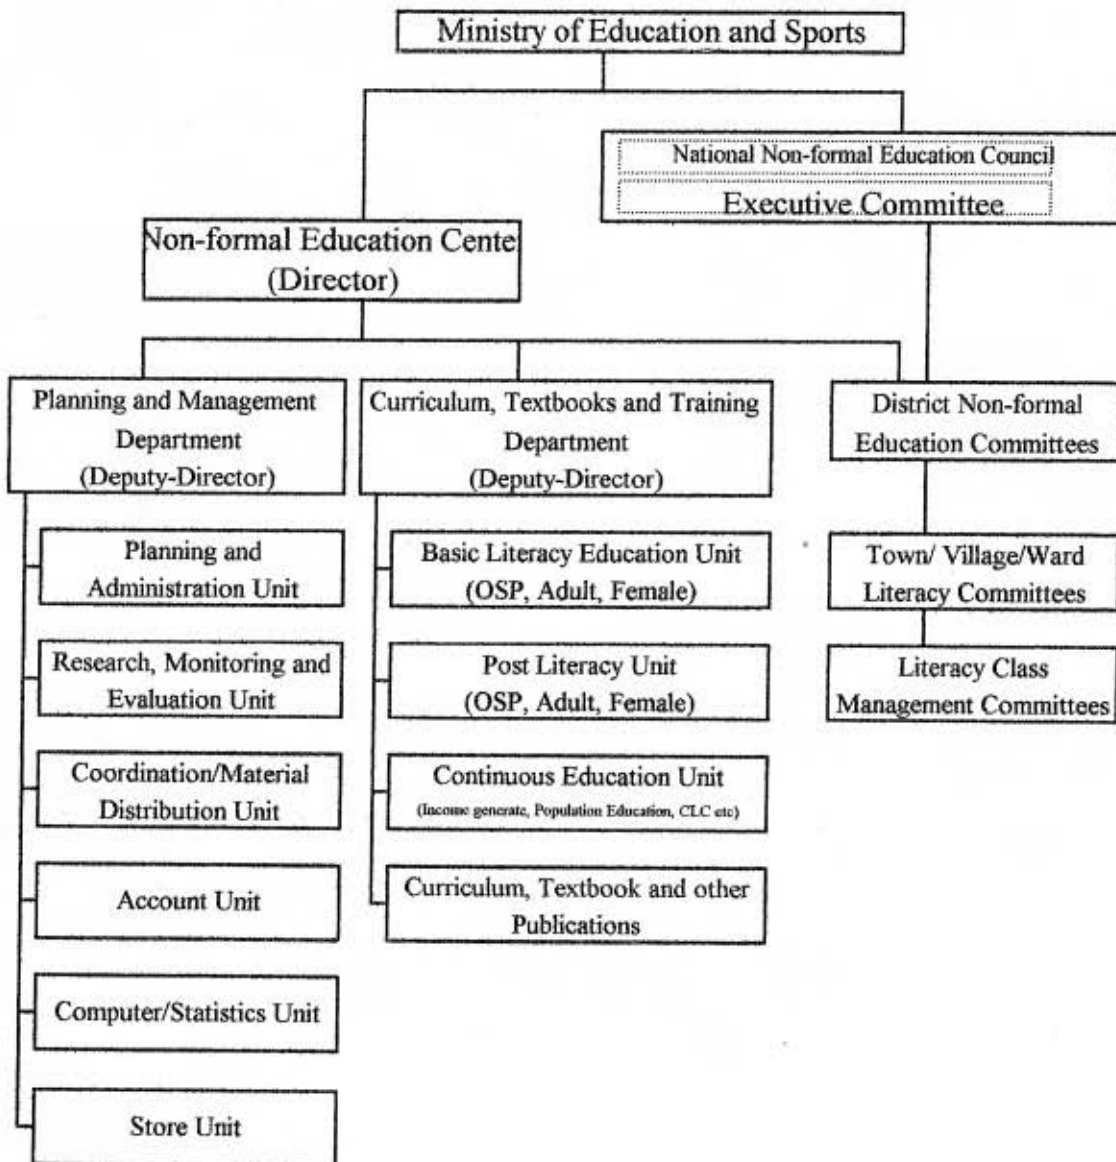 Ministry of Education and Sports
National Non-formal Education Council
Executive Committee
Non-formal Education Cente
(Director)
Planning and Management
Department
(Deputy-Director)
Curriculum, Textbooks and Training
Department
(Deputy-Director)
District Non-formal
Education Committees
Planning and
Administration Unit
Basic Literacy Education Unit
(OSP, Adult, Female)
Town/ Village/Ward
Literacy Committees
Research, Monitoring and
Evaluation Unit
Post Literacy Unit
(OSP, Adult, Female)
Literacy Class
Management Committees
Coordination/Material
Distribution Unit
Continuous Education Unit
(Income generate, Population Education, CLC etc)
Account Unit
Curriculum, Textbook and other
Publications
Computer/Statistics Unit
Store Unit